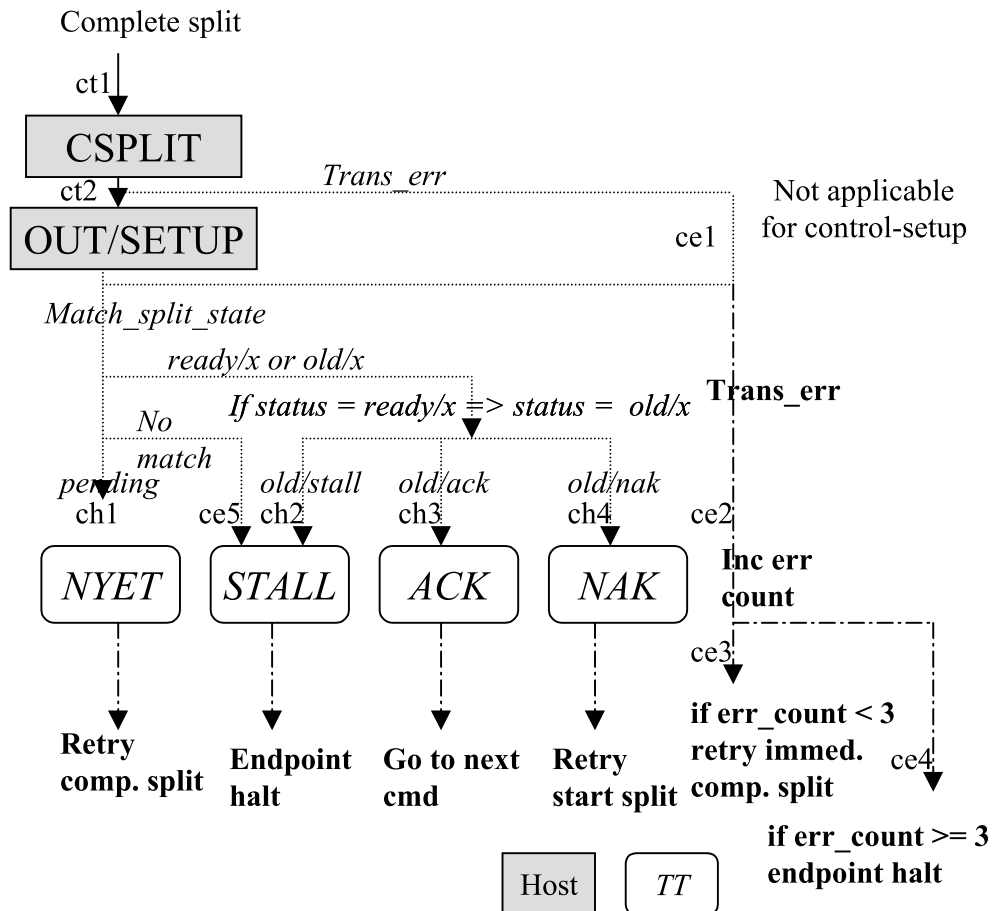 Complete split
ct1
CSPLIT
ct2
Trans_err
Not applicable
for control-setup
OUT/SETUP
ce1
Match_split_state
ready/x or old/x
Trans_err
If status = ready/x => status = old/x
No
match
pending
old/stall
old/ack
old/nak
ch1
ce5
ch2
ch3
ch4
ce2
NYET
STALL
ACK
NAK
Inc err
count
ce3
Retry
comp. split
Endpoint
halt
Go to next
cmd
Retry
start split
if err_count < 3
retry immed.
comp. split
ce4
if err_count >= 3
endpoint halt
Host
TT